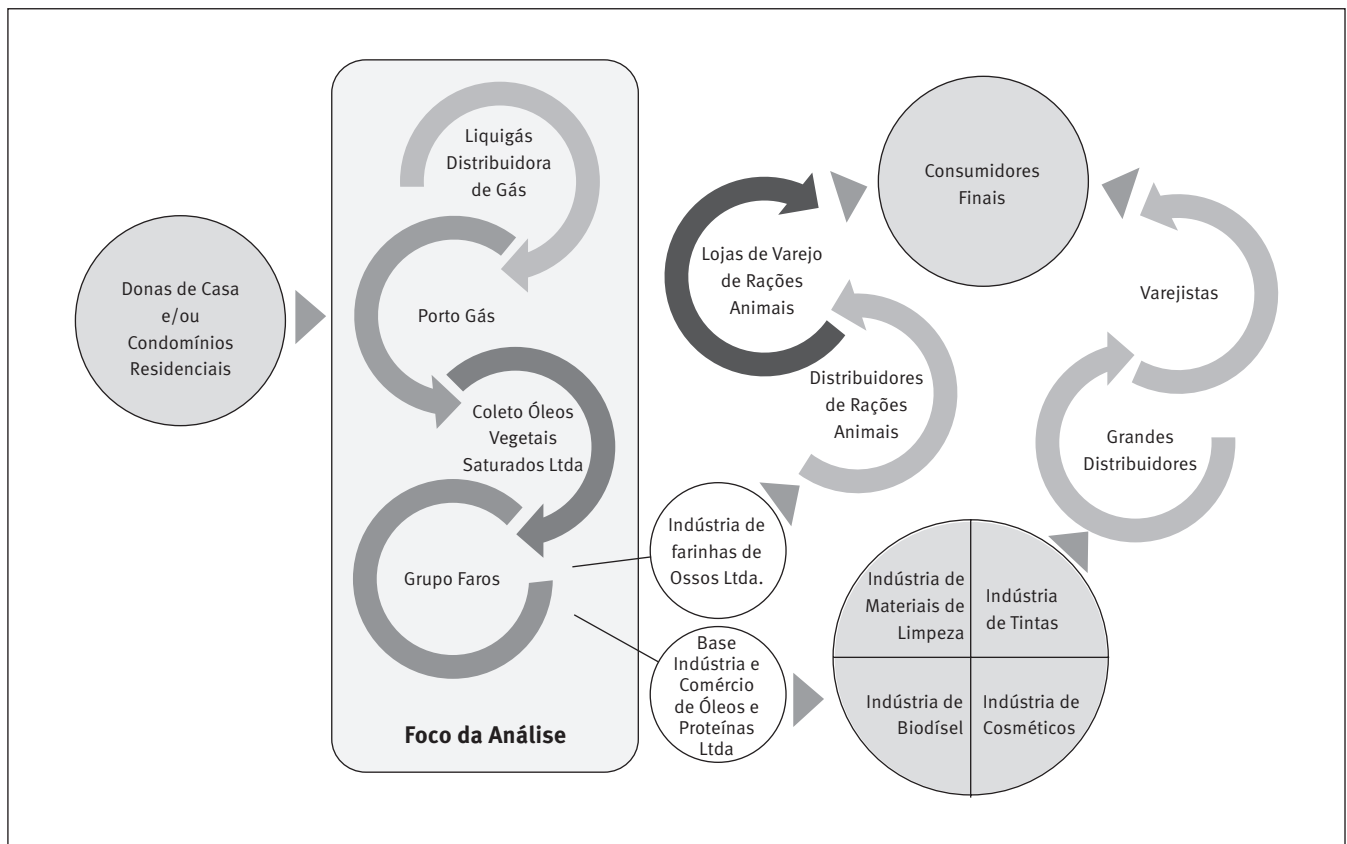 Donas de Casa
e/ou
Condomínios
Residenciais
Liquigás
Distribuidora
de Gás
Porto Gás
Coleto Óleos
Vegetais
Saturados Ltda
Grupo Faros
Foco da Análise
Indústria de
farinhas de
Ossos Ltda.
Base
Indústria e
Comércio
de Óleos e
Proteínas
Ltda
Lojas de Varejo
de Rações
Animais
Distribuidores
de Rações
Animais
Consumidores
Finais
Varejistas
Grandes
Distribuidores
Indústria de
Materiais de
Limpeza
Indústria
de Tintas
Indústria de
Biodísel
Indústria de
Cosméticos